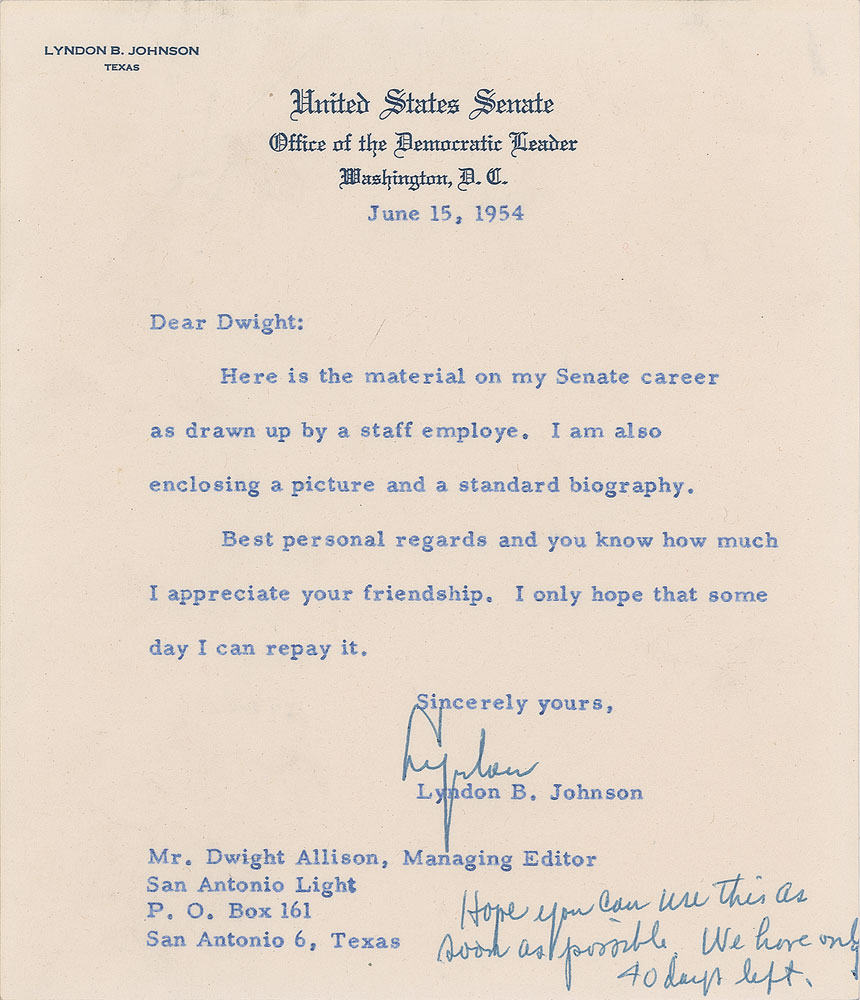 LYNDON B. JOHNSON
TEXAS
United States Senate
Office of the Democratic Leader
Washington, D. C.
June 15, 1954
Dear Dwight:
Here is the material on my Senate career
as drawn up by a staff employe. I am also
enclosing a picture and a standard biography.
Best personal regards and you know how much
I appreciate your friendship. I only hope that some
day I can repay it.
Sincerely yours,
Lyndon
Lyndon B. Johnson
Mr. Dwight Allison, Managing Editor
San Antonio Light
P. O. Box 161
San Antonio 6, Texas
Hope you can use this as
soon as possible. We have only
40 days left.